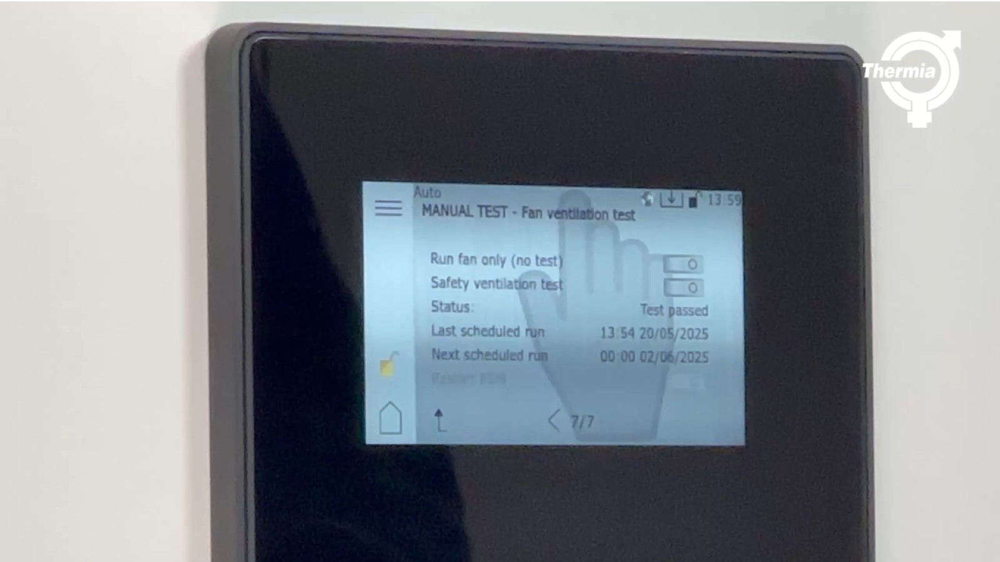 Thermia
Auto 13:59
MANUAL TEST - Fan ventilation test
Run fan only (no test)
Safety ventilation test
Status: Test passed
Last scheduled run 13:54 20/05/2025
Next scheduled run 00:00 02/06/2025
7/7